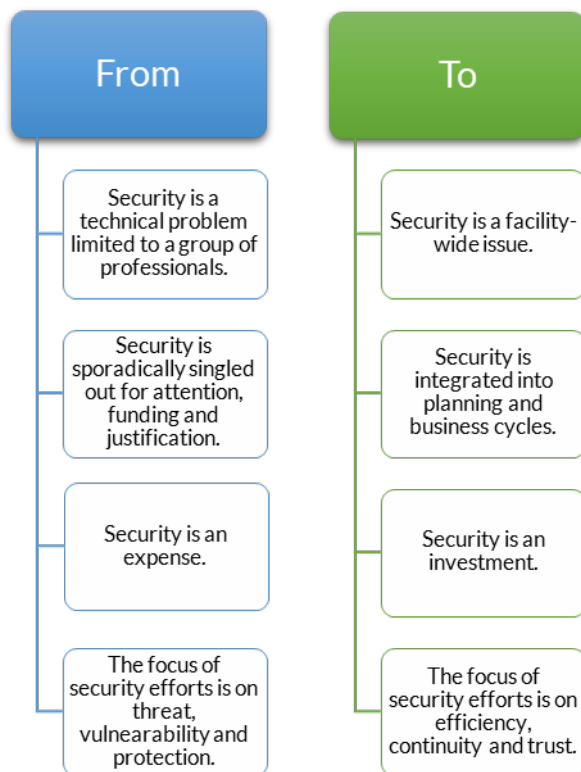 From
Security is a
technical problem
limited to a group of
professionals.
Security is
sporadically singled
out for attention,
funding and
justification.
Security is an
expense.
The focus of
security efforts is on
threat,
vulnearability and
protection.
To
Security is a facility-
wide issue.
Security is
integrated into
planning and
business cycles.
Security is an
investment.
The focus of
security efforts is on
efficiency,
continuity and trust.